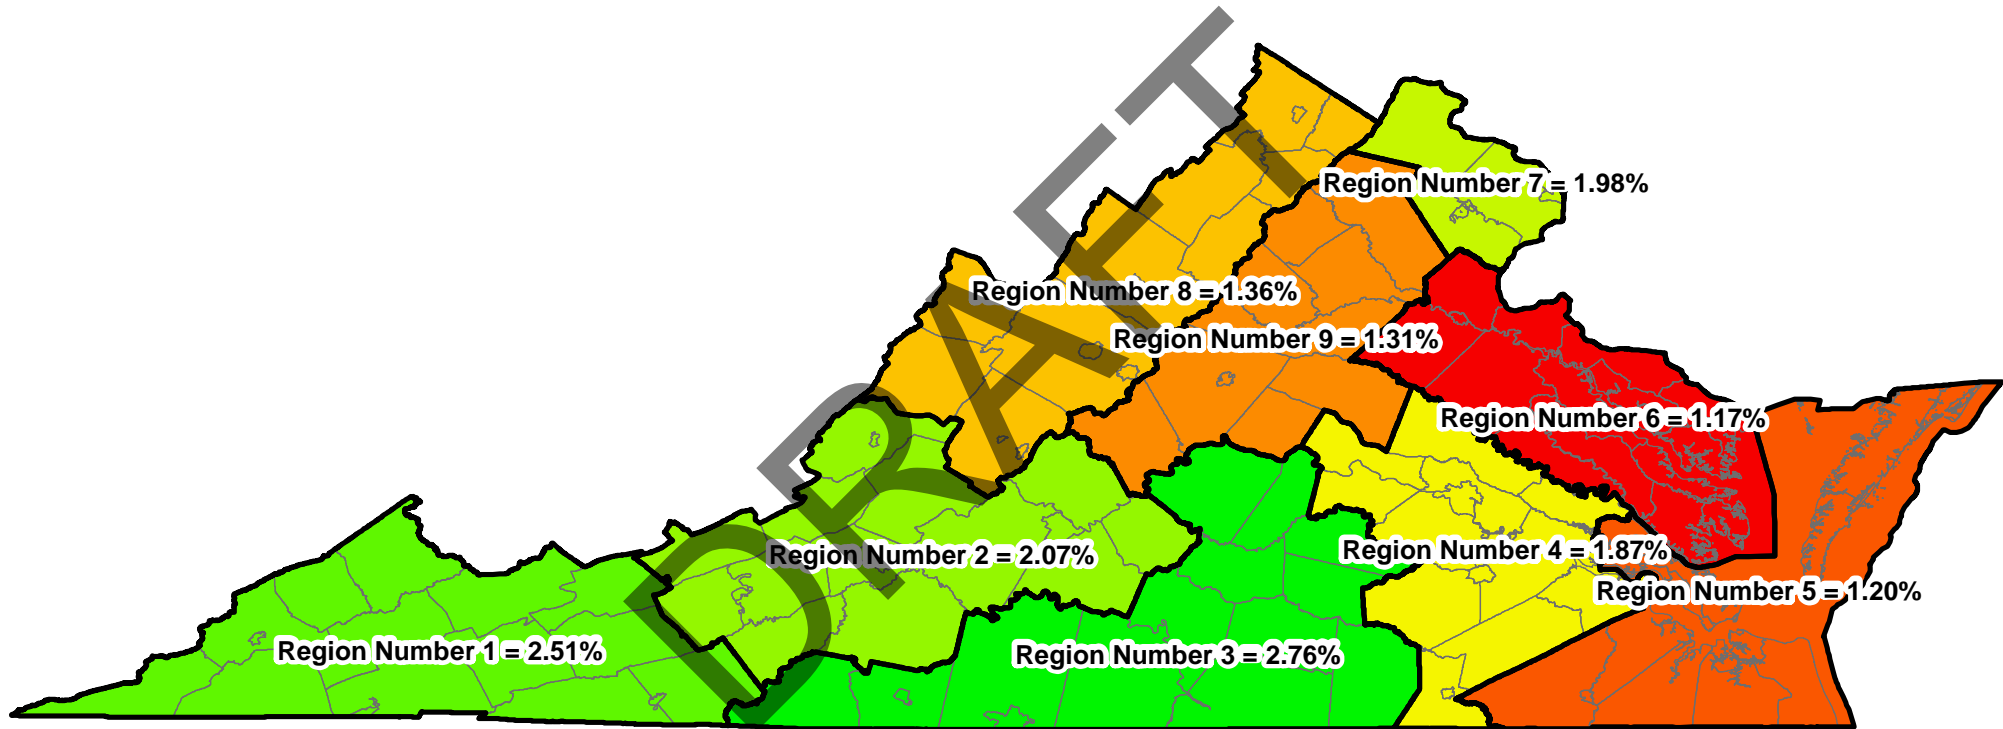 Region Number 7 = 1.98%
Region Number 8 = 1.36%
Region Number 9 = 1.31%
Region Number 6 = 1.17%
Region Number 2 = 2.07%
Region Number 4 = 1.87%
Region Number 5 = 1.20%
Region Number 1 = 2.51%
Region Number 3 = 2.76%
DRAFT